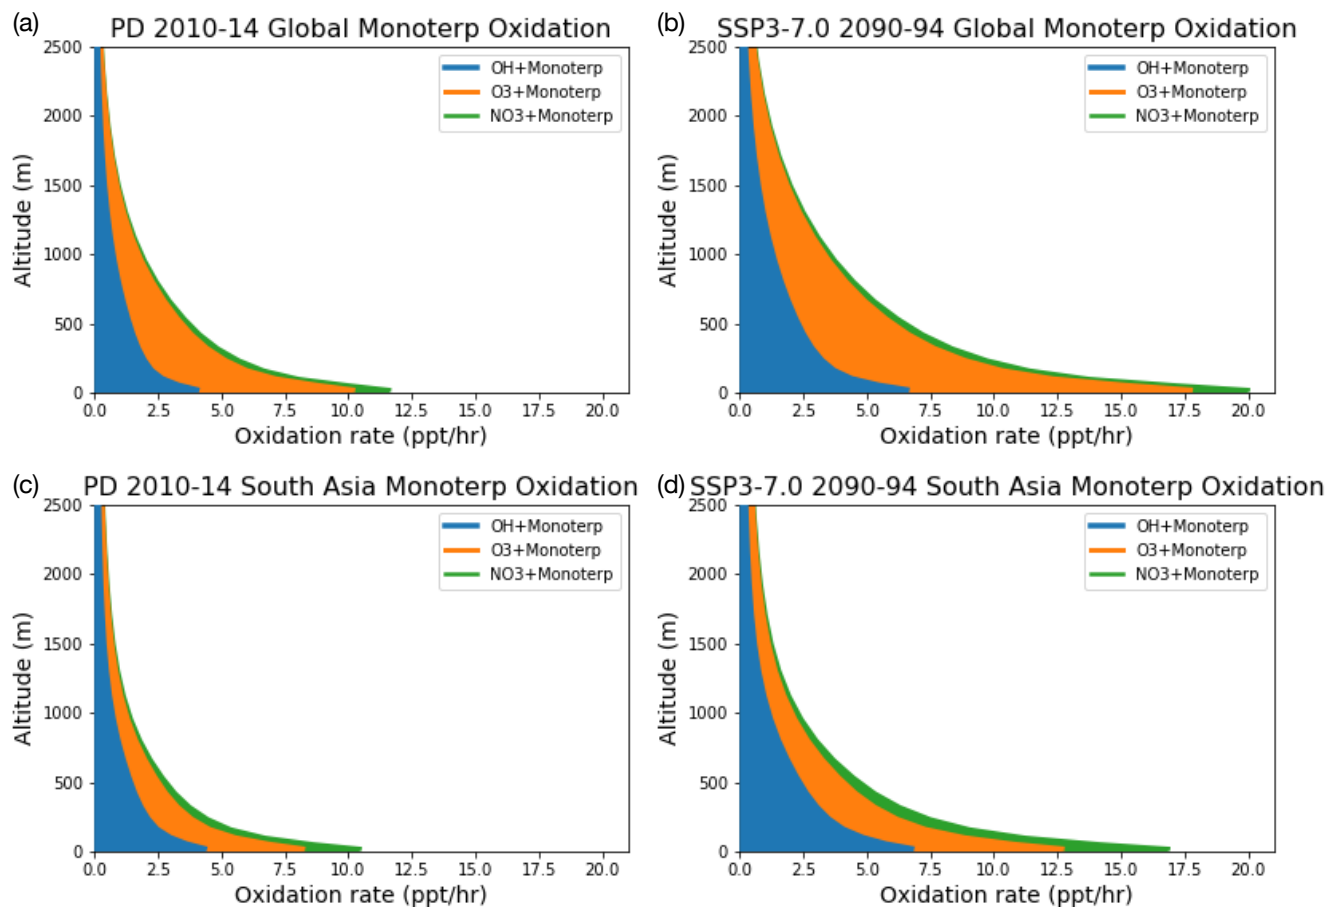 (a) PD 2010-14 Global Monoterp Oxidation
2500
2000
1500
1000
500
0
Altitude (m)
OH+Monoterp
O3+Monoterp
NO3+Monoterp
0.0 2.5 5.0 7.5 10.0 12.5 15.0 17.5 20.0
Oxidation rate (ppt/hr)
(b) SSP3-7.0 2090-94 Global Monoterp Oxidation
2500
2000
1500
1000
500
0
Altitude (m)
OH+Monoterp
O3+Monoterp
NO3+Monoterp
0.0 2.5 5.0 7.5 10.0 12.5 15.0 17.5 20.0
Oxidation rate (ppt/hr)
(c) PD 2010-14 South Asia Monoterp Oxidation
2500
2000
1500
1000
500
0
Altitude (m)
OH+Monoterp
O3+Monoterp
NO3+Monoterp
0.0 2.5 5.0 7.5 10.0 12.5 15.0 17.5 20.0
Oxidation rate (ppt/hr)
(d) SSP3-7.0 2090-94 South Asia Monoterp Oxidation
2500
2000
1500
1000
500
0
Altitude (m)
OH+Monoterp
O3+Monoterp
NO3+Monoterp
0.0 2.5 5.0 7.5 10.0 12.5 15.0 17.5 20.0
Oxidation rate (ppt/hr)